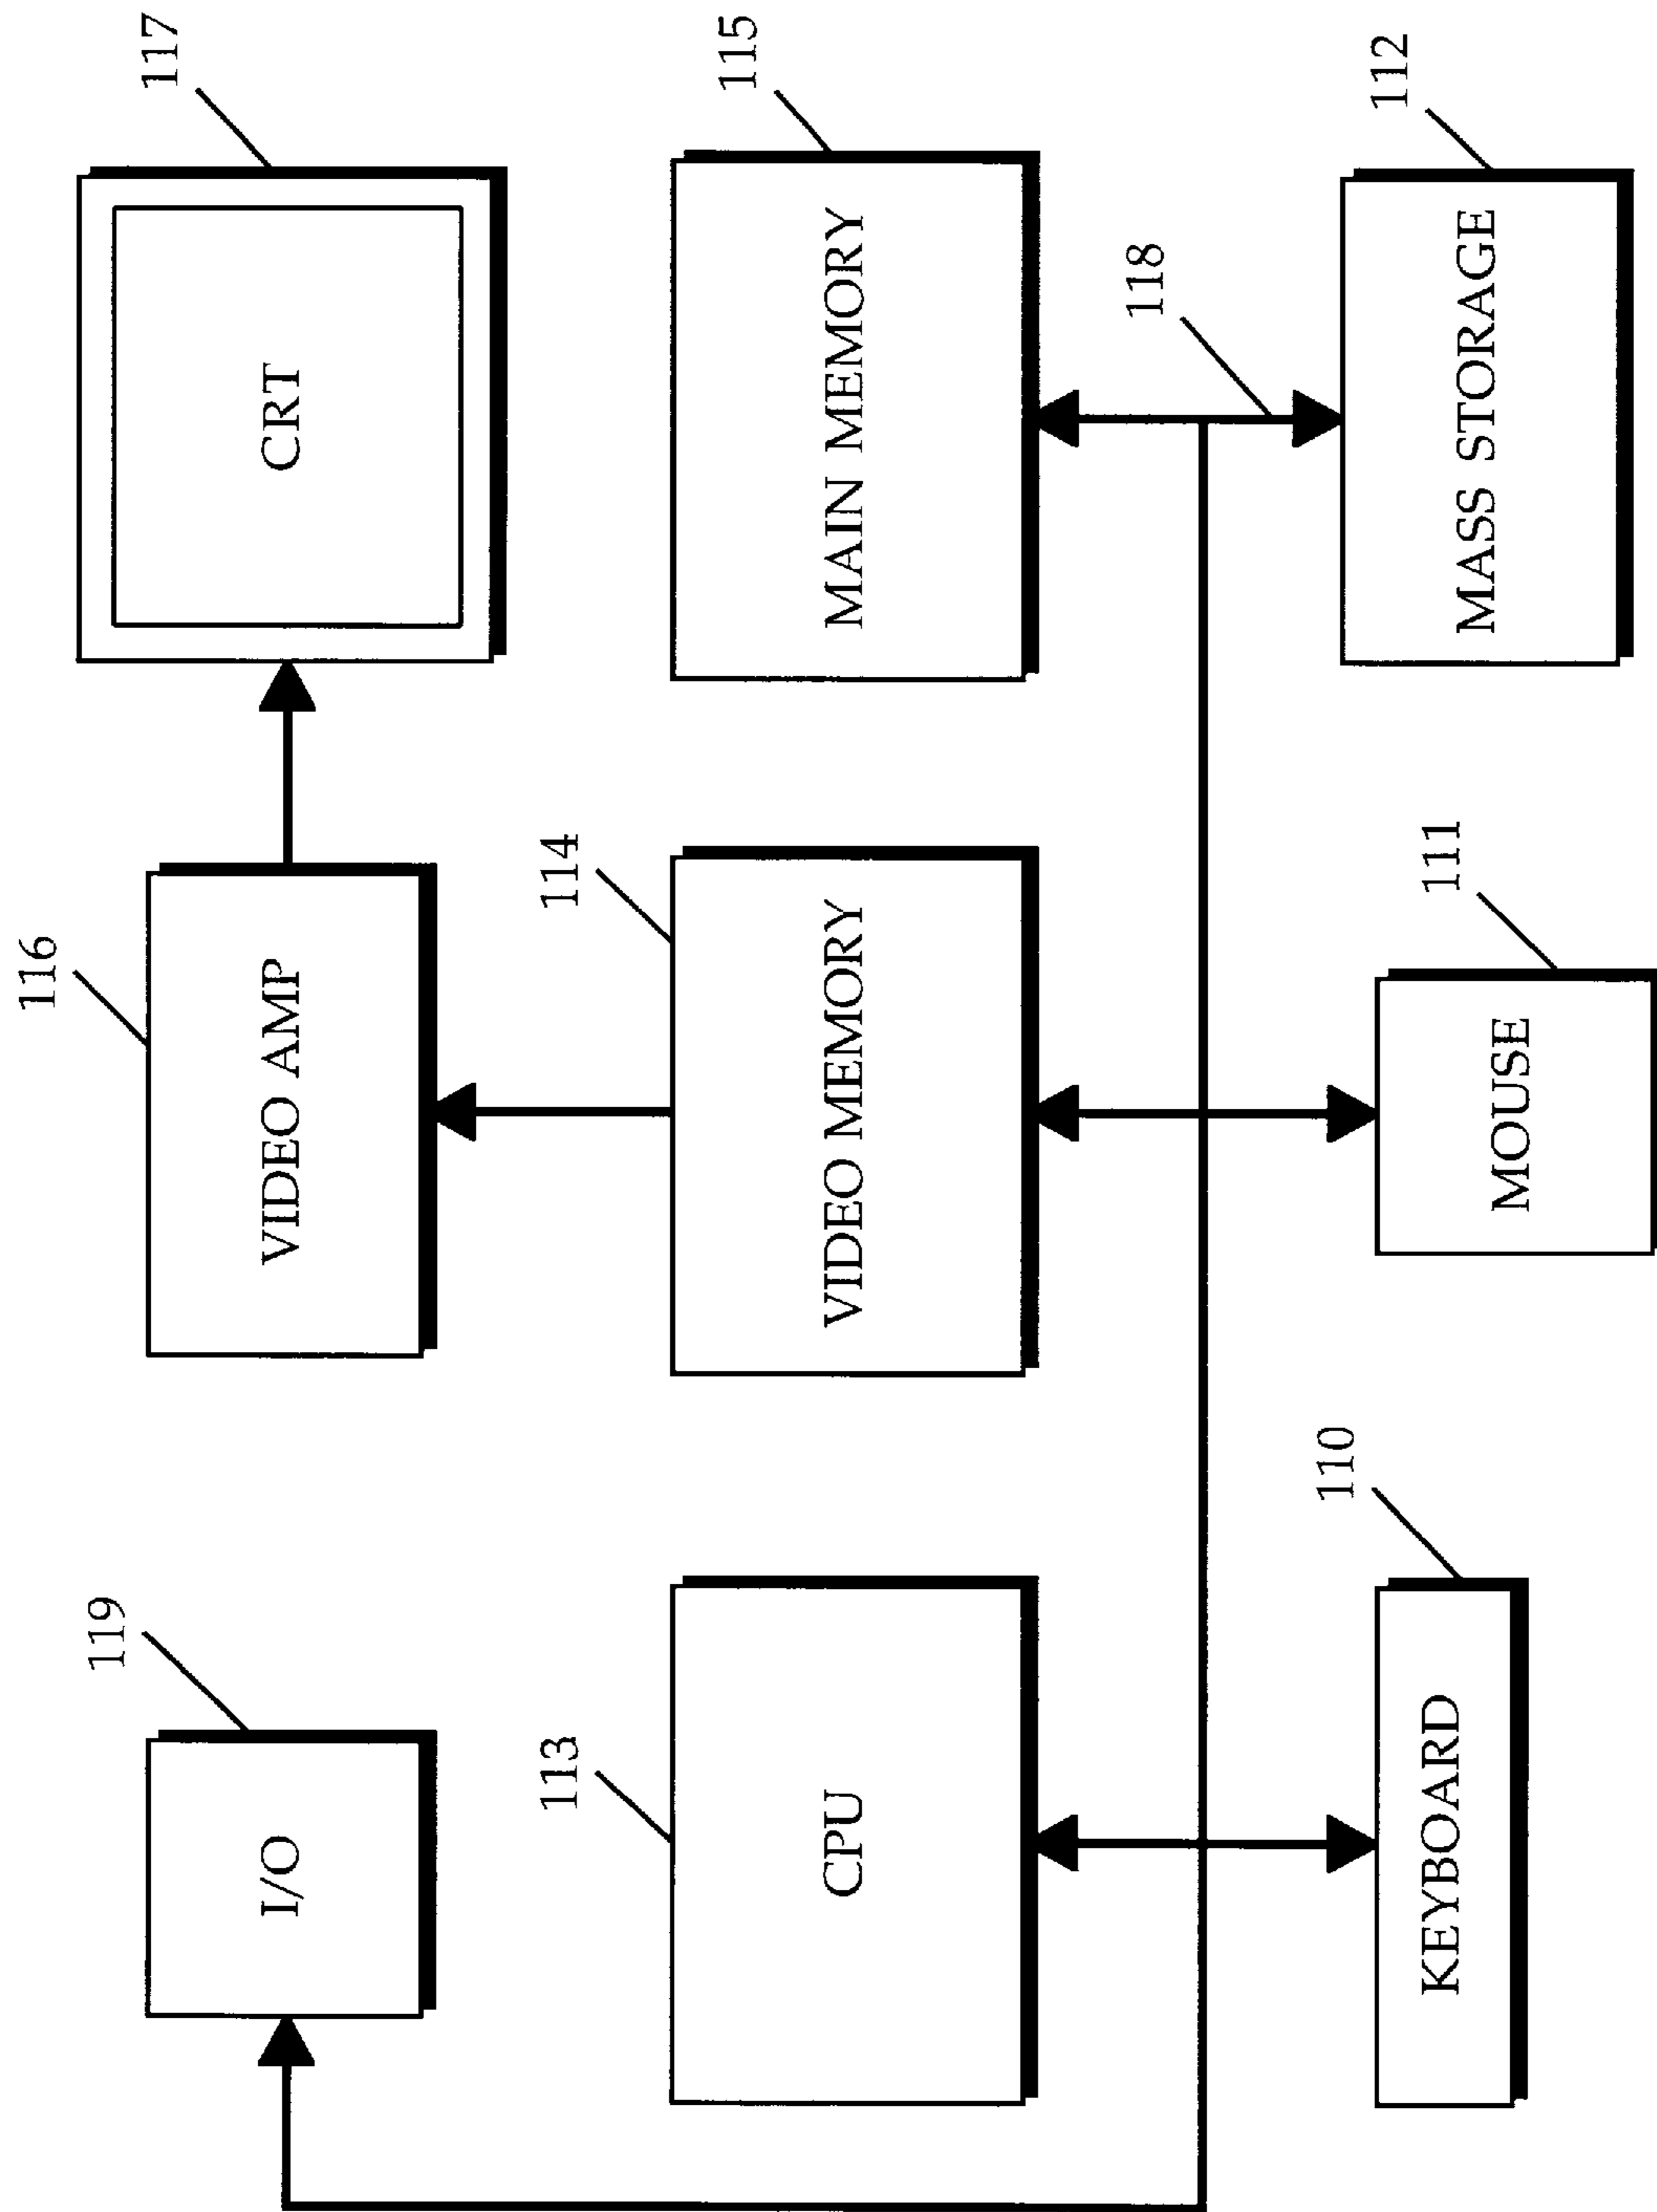 119
I/O
116
VIDEO AMP
117
CRT
113
CPU
114
VIDEO MEMORY
115
MAIN MEMORY
118
110
KEYBOARD
111
MOUSE
112
MASS STORAGE